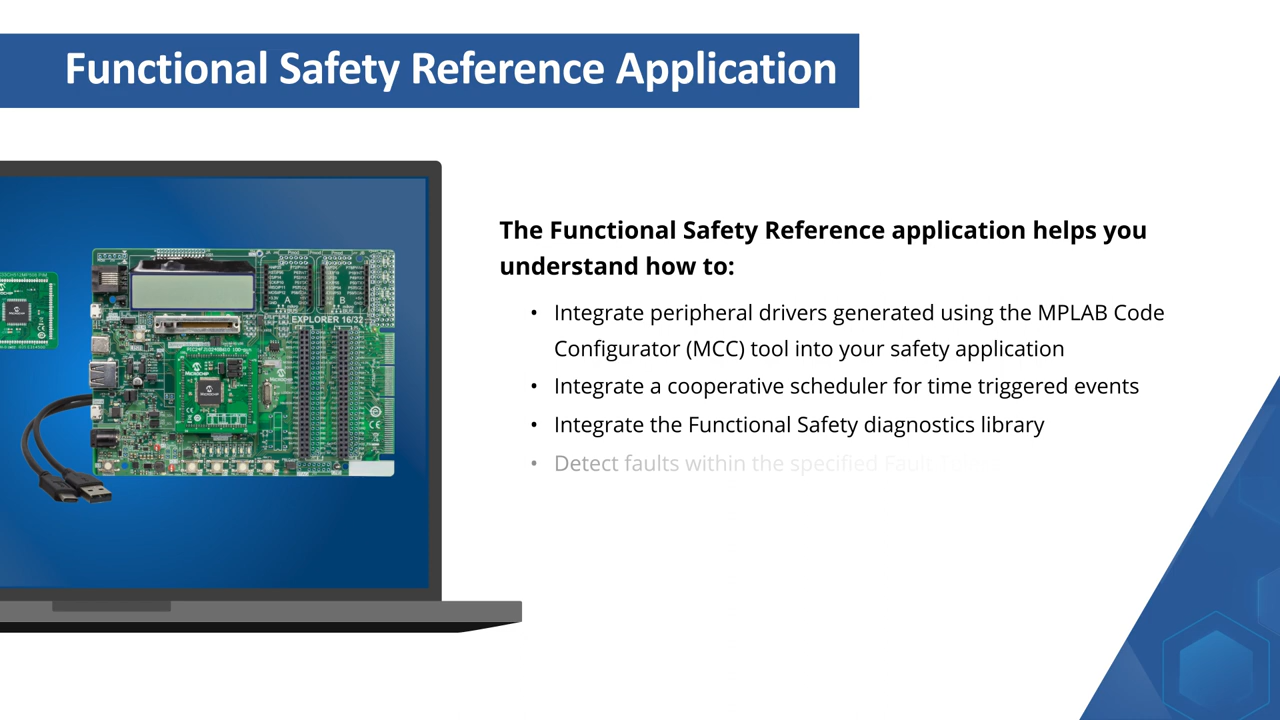 Functional Safety Reference Application
The Functional Safety Reference application helps you
understand how to:
• Integrate peripheral drivers generated using the MPLAB Code
Configurator (MCC) tool into your safety application
• Integrate a cooperative scheduler for time triggered events
• Integrate the Functional Safety diagnostics library
• Detect faults within the specified Fault
A
B
EXPLORER 16/32
MICROCHIP